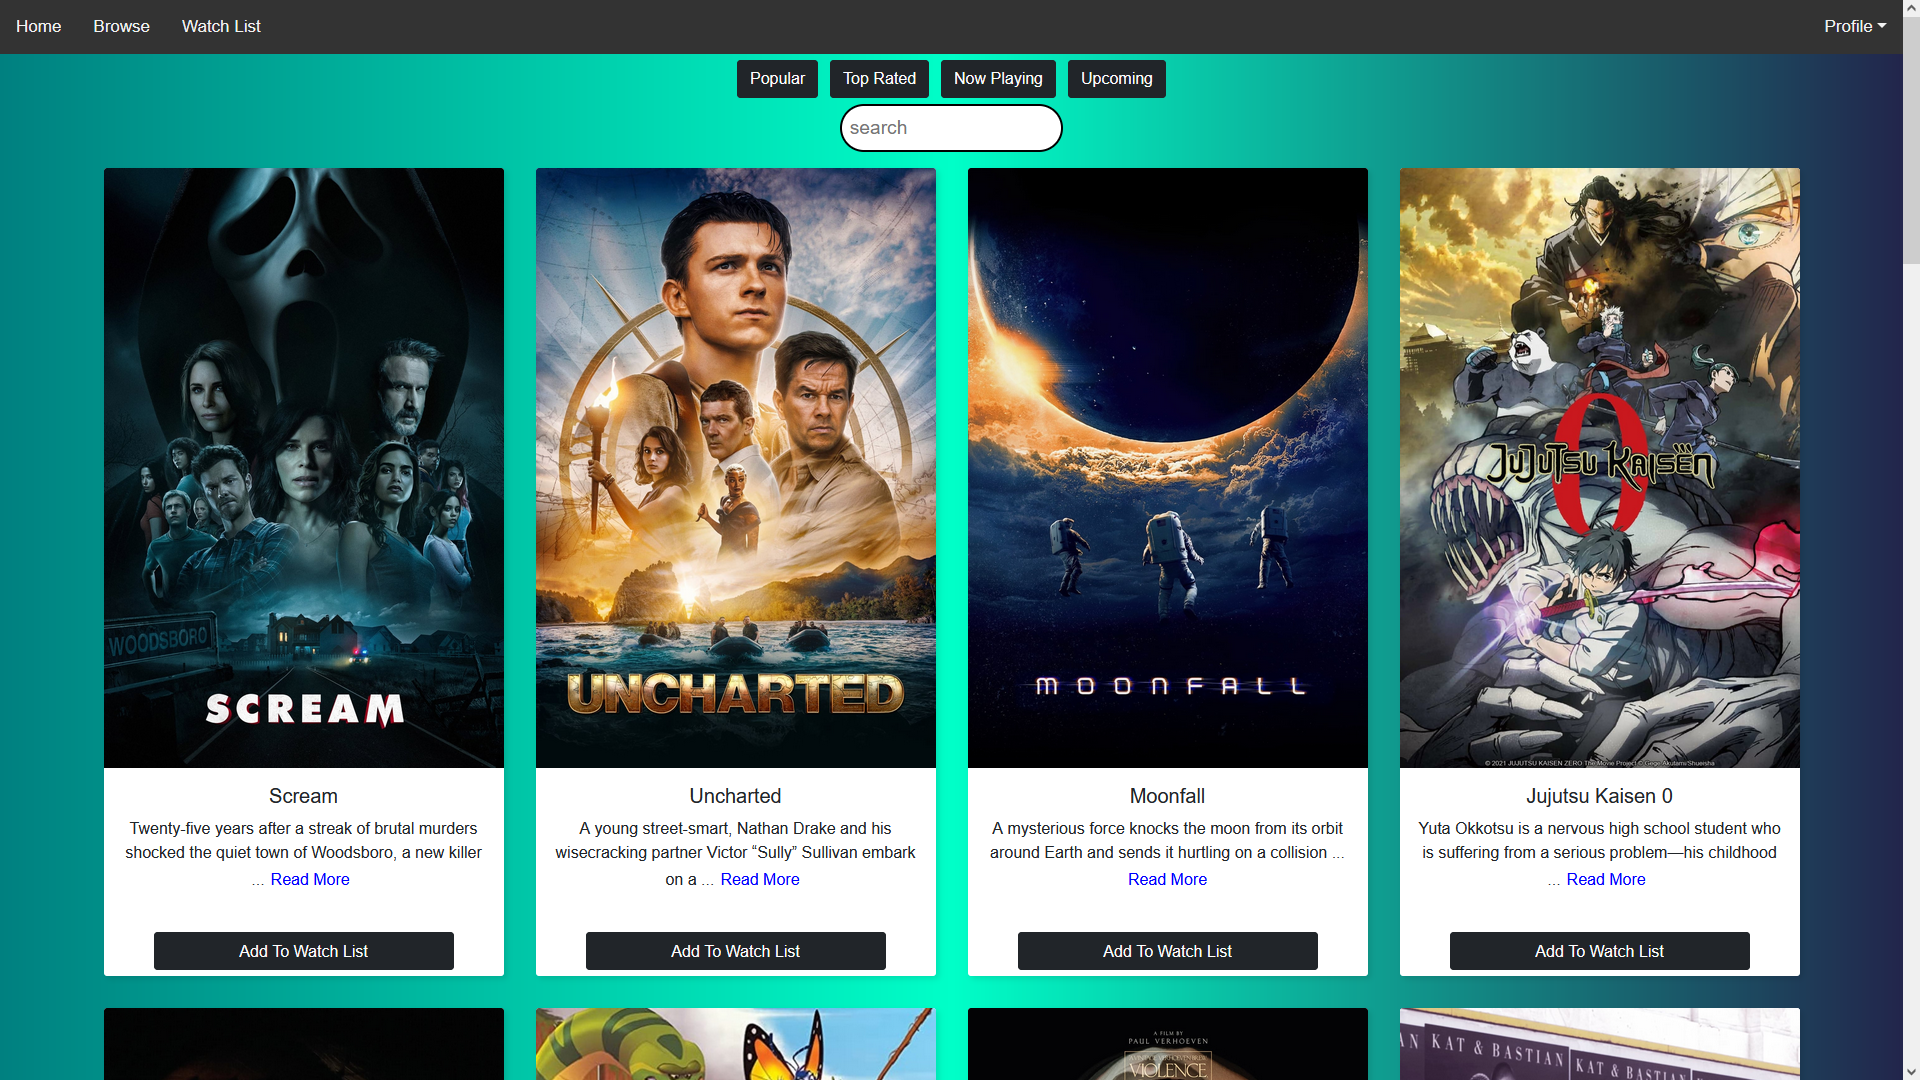 Home Browse Watch List Profile
Popular Top Rated Now Playing Upcoming
search
WOODSBORO
SCREAM
Scream
Twenty-five years after a streak of brutal murders
shocked the quiet town of Woodsboro, a new killer
... Read More
Add To Watch List
UNCHARTED
Uncharted
A young street-smart, Nathan Drake and his
wisecracking partner Victor “Sully” Sullivan embark
on a ... Read More
Add To Watch List
MOONFALL
Moonfall
A mysterious force knocks the moon from its orbit
around Earth and sends it hurtling on a collision ...
Read More
Add To Watch List
JUJUTSU KAISEN
0
© 2021 JUJUTSU KAISEN ZERO The Movie Project © Gege Akutami/Shueisha
Jujutsu Kaisen 0
Yuta Okkotsu is a nervous high school student who
is suffering from a serious problem—his childhood
... Read More
Add To Watch List
A FILM BY
PAUL VERHOEVEN
VIOLENCE
AN KAT & BASTIAN KAT & BASTIAN